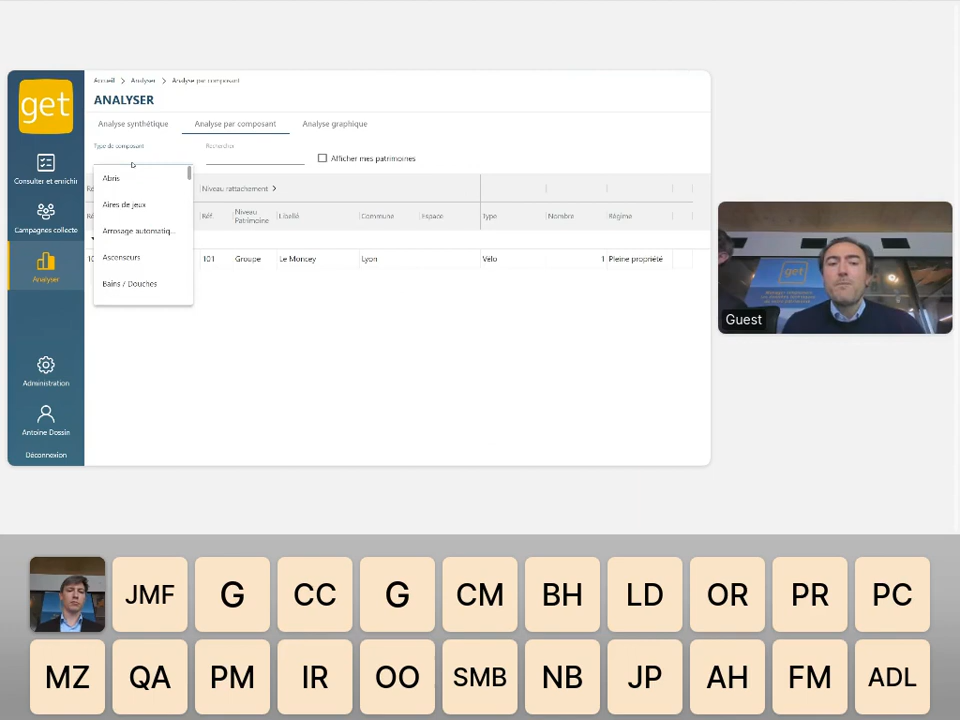 get
Accueil > Analyser > Analyse par composant
ANALYSER
Analyse synthétique Analyse par composant Analyse graphique
Type de composant Rechercher
Afficher mes patrimoines
Abris
Aires de jeux
Arrosage automatiq...
Ascenseurs
Bains / Douches
Niveau rattachement >
Réf. Niveau Patrimoine Libellé Commune Espace Type Nombre Régime
101 Groupe Le Moncey Lyon Vélo 1 Pleine propriété
Consulter et enrichir
Campagnes collecte
Analyser
Administration
Antoine Dossin
Déconnexion
get
Guest
JMF G CC G CM BH LD OR PR PC
MZ QA PM IR OO SMB NB JP AH FM ADL